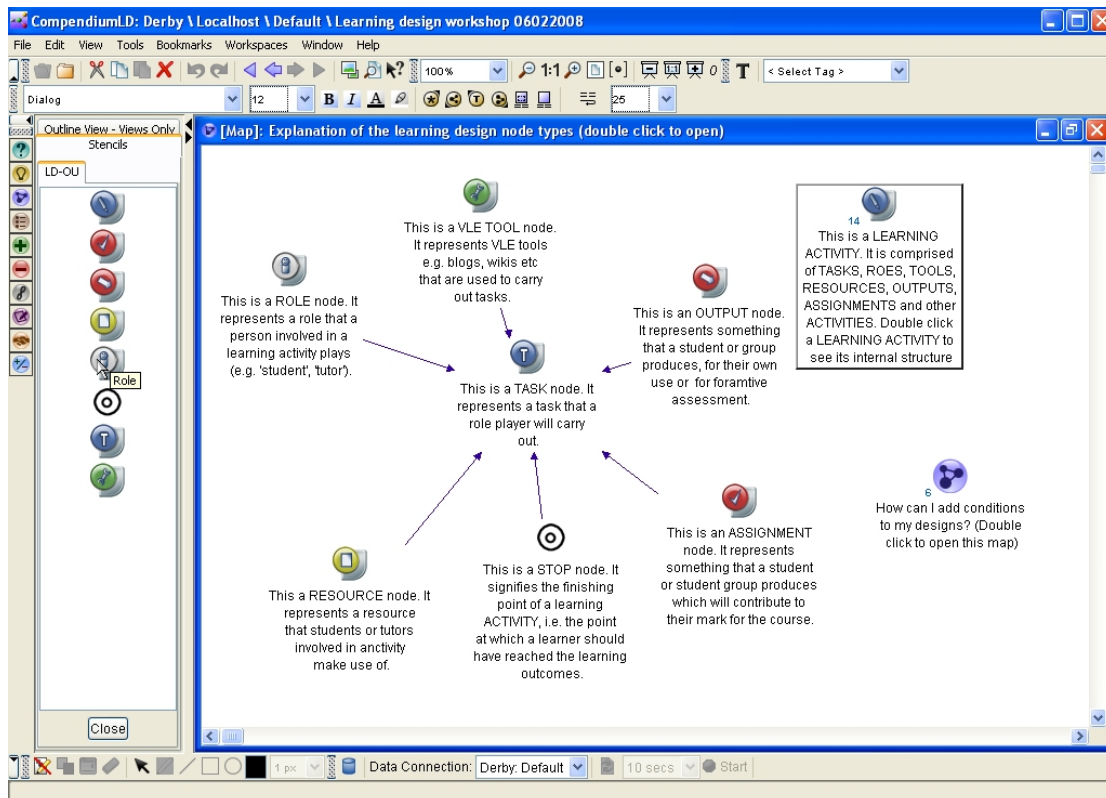 CompendiumLD: Derby \ Localhost \ Default \ Learning design workshop 06022008
File Edit View Tools Bookmarks Workspaces Window Help
100% 1:1 T < Select Tag >
Dialog 12 B I A 25
Outline View - Views Only
Stencils
LD-OU
Role
Close
[Map]: Explanation of the learning design node types (double click to open)
This is a VLE TOOL node.
It represents VLE tools
e.g. blogs, wikis etc
that are used to carry
out tasks.
14
This is a LEARNING
ACTIVITY. It is comprised
of TASKS, ROES, TOOLS,
RESOURCES, OUTPUTS,
ASSIGNMENTS and other
ACTIVITIES. Double click
a LEARNING ACTIVITY to
see its internal structure
This is a ROLE node. It
represents a role that a
person involved in a
learning activity plays
(e.g. 'student', 'tutor').
This is an OUTPUT node.
It represents something
that a student or group
produces, for their own
use or for foramtive
assessment.
T
This is a TASK node. It
represents a task that a
role player will carry
out.
6
How can I add conditions
to my designs? (Double
click to open this map)
This is an ASSIGNMENT
node. It represents
something that a student
or student group produces
which will contribute to
their mark for the course.
This is a STOP node. It
signifies the finishing
point of a learning
ACTIVITY, i.e. the point
at which a learner should
have reached the learning
outcomes.
This a RESOURCE node. It
represents a resource
that students or tutors
involved in anctivity
make use of.
1 px Data Connection: Derby: Default 10 secs Start